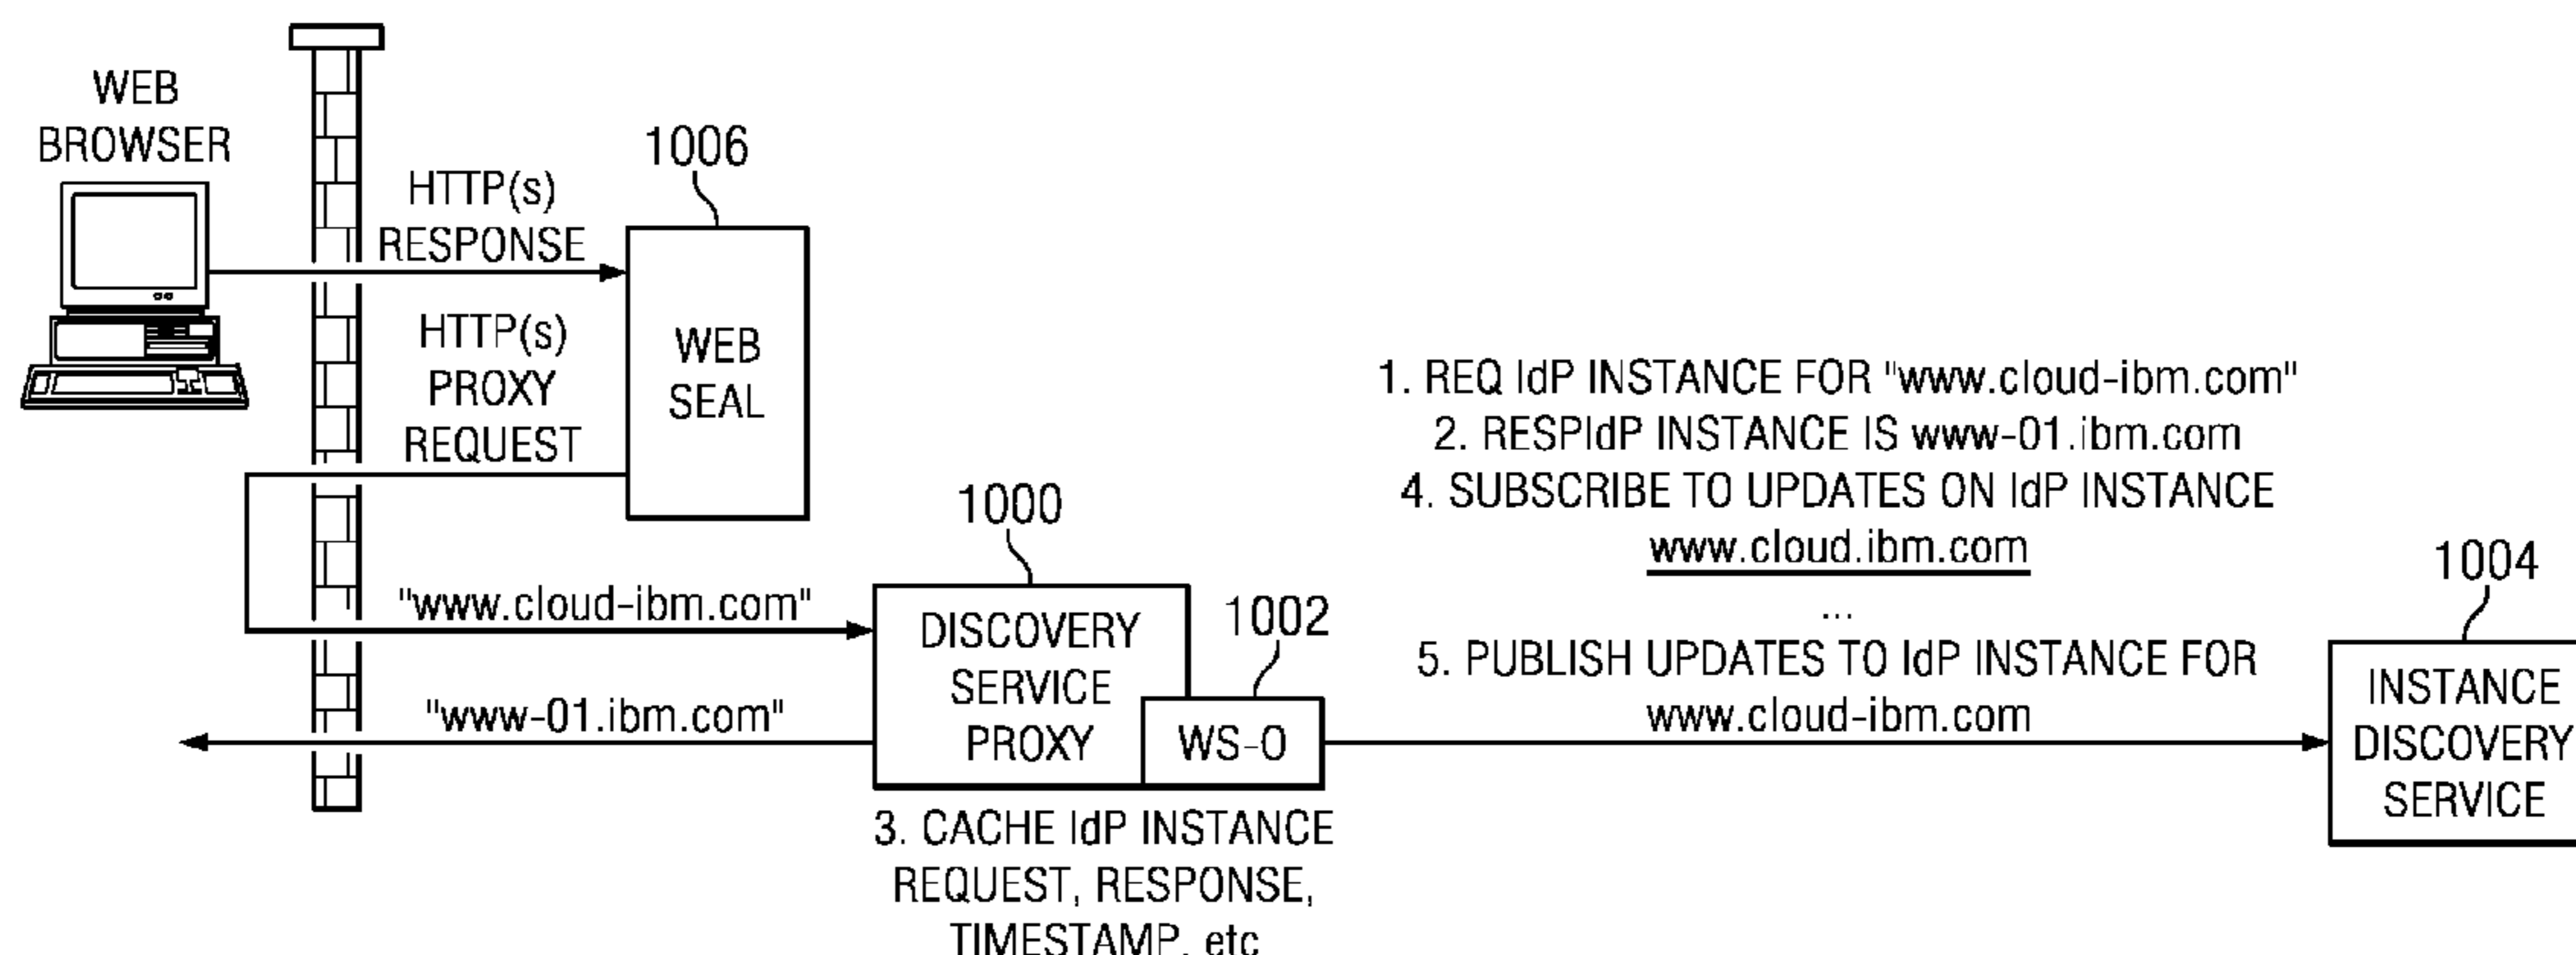 WEB
BROWSER
HTTP(s)
RESPONSE
1006
HTTP(s)
PROXY
REQUEST
WEB
SEAL
"www.cloud-ibm.com"
"www-01.ibm.com"
1000
DISCOVERY
SERVICE
PROXY
1002
WS-O
3. CACHE IdP INSTANCE
REQUEST, RESPONSE,
TIMESTAMP, etc
1. REQ IdP INSTANCE FOR "www.cloud-ibm.com"
2. RESPIdP INSTANCE IS www-01.ibm.com
4. SUBSCRIBE TO UPDATES ON IdP INSTANCE
www.cloud.ibm.com
...
5. PUBLISH UPDATES TO IdP INSTANCE FOR
www.cloud-ibm.com
1004
INSTANCE
DISCOVERY
SERVICE